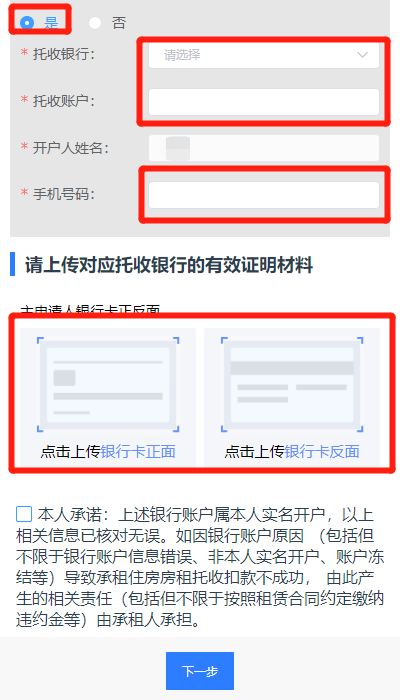 是 否
* 托收银行： 请选择
* 托收账户：
* 开户人姓名：
* 手机号码：
请上传对应托收银行的有效证明材料
主申请人银行卡正反面
点击上传银行卡正面 点击上传银行卡反面
本人承诺：上述银行账户属本人实名开户，以上
相关信息已核对无误。如因银行账户原因 （包括但
不限于银行账户信息错误、非本人实名开户、账户冻
结等）导致承租住房房租托收扣款不成功， 由此产
生的相关责任（包括但不限于按照租赁合同约定缴纳
违约金等）由承租人承担。
下一步